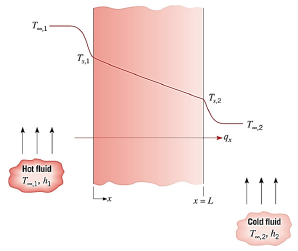 T∞,1
Ts,1
Ts,2
T∞,2
qx
Hot fluid
T∞,1, h1
x
x = L
Cold fluid
T∞,2, h2